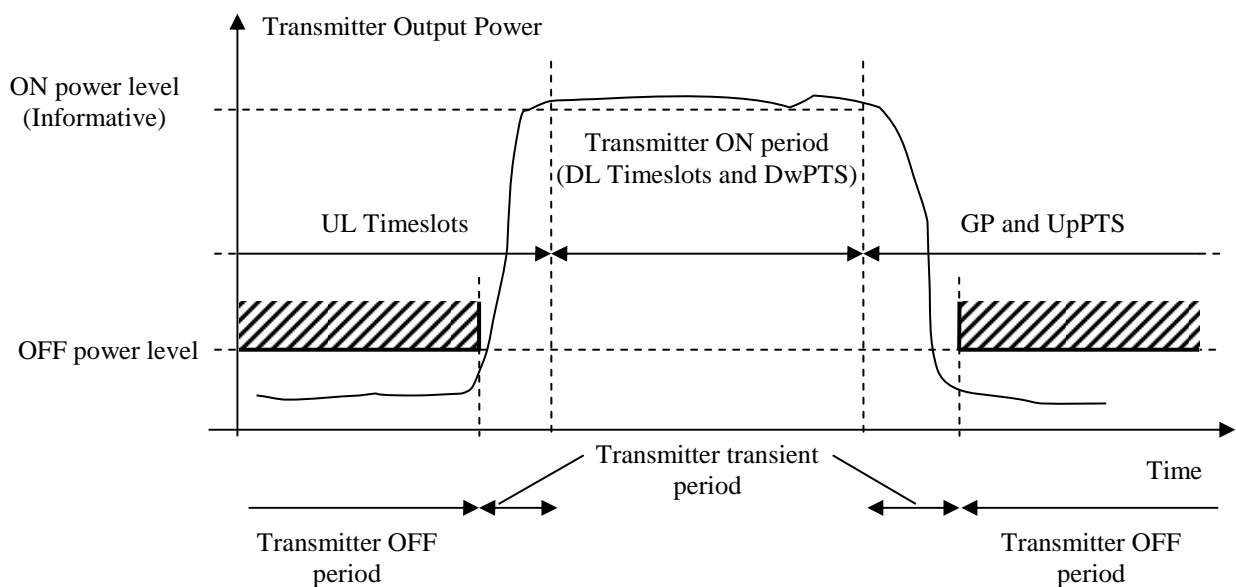 Transmitter Output Power
ON power level
(Informative)
Transmitter ON period
(DL Timeslots and DwPTS)
UL Timeslots
GP and UpPTS
OFF power level
Transmitter transient
period
Time
Transmitter OFF
period
Transmitter OFF
period